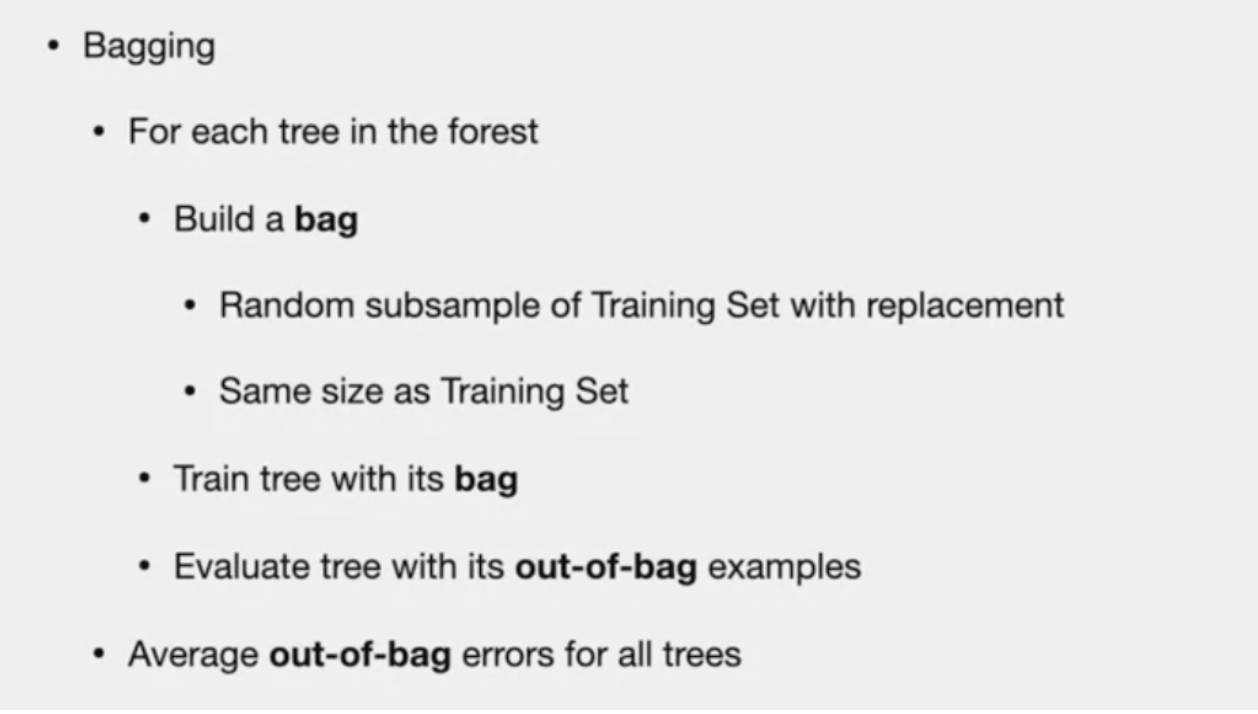 • Bagging
• For each tree in the forest
• Build a bag
• Random subsample of Training Set with replacement
• Same size as Training Set
• Train tree with its bag
• Evaluate tree with its out-of-bag examples
• Average out-of-bag errors for all trees